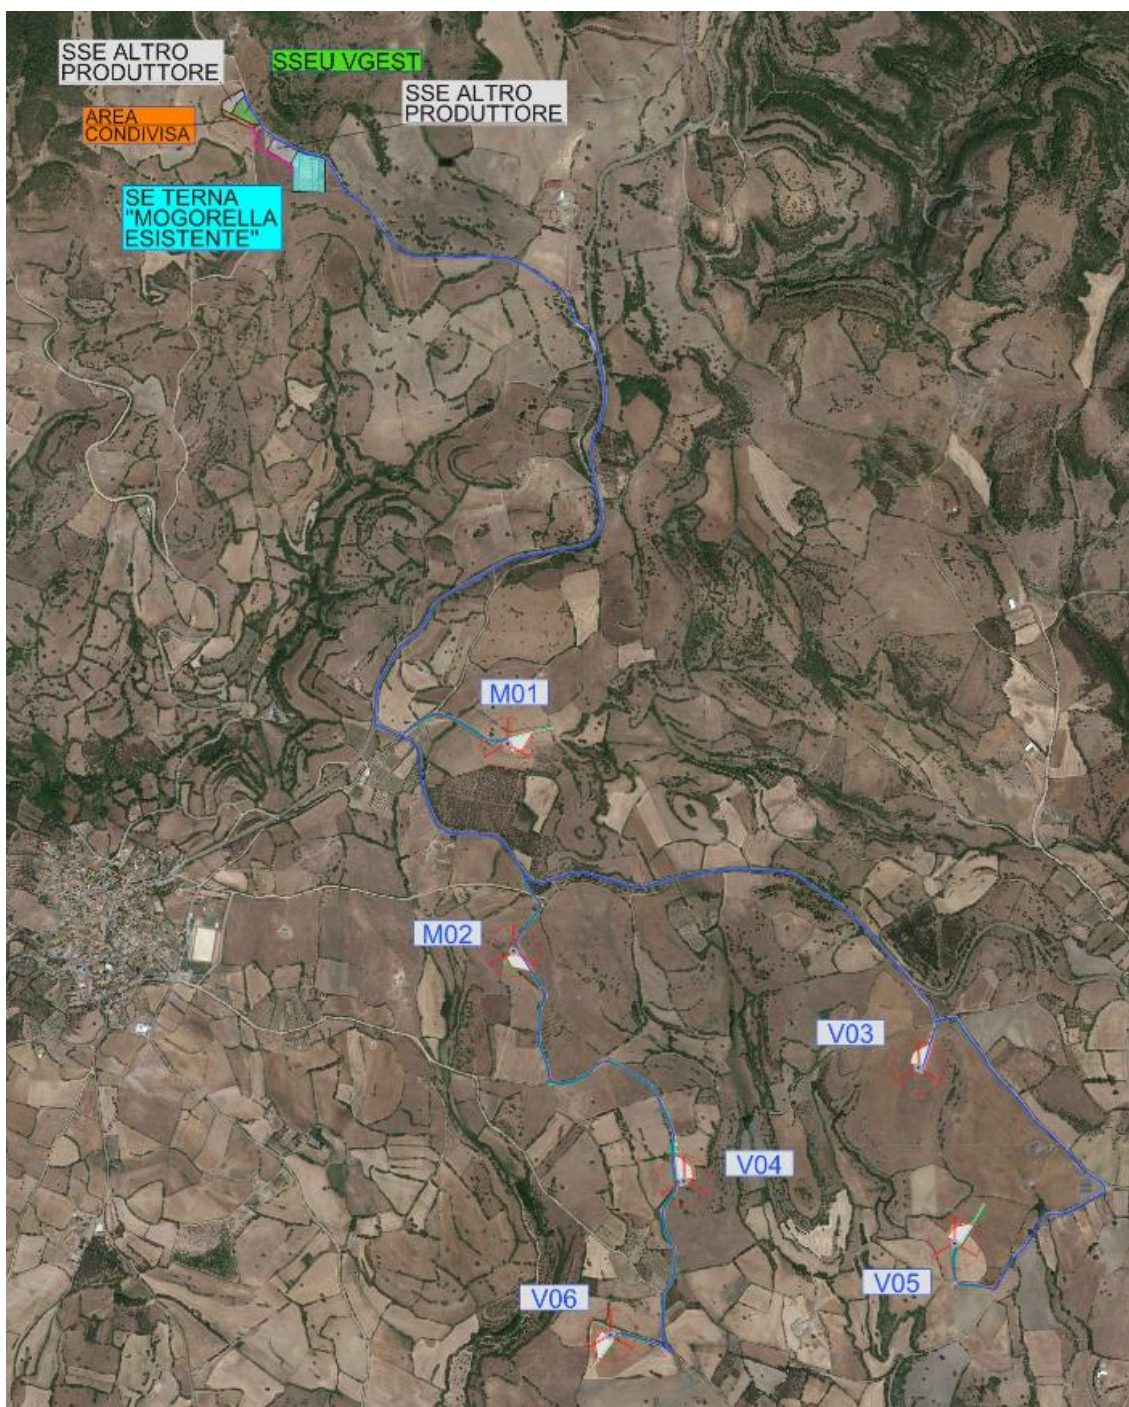 SSE ALTRO
PRODUTTORE
SSEU VGEST
SSE ALTRO
PRODUTTORE
AREA
CONDIVISA
SE TERNA
"MOGORELLA
ESISTENTE"
M01
M02
V03
V04
V05
V06